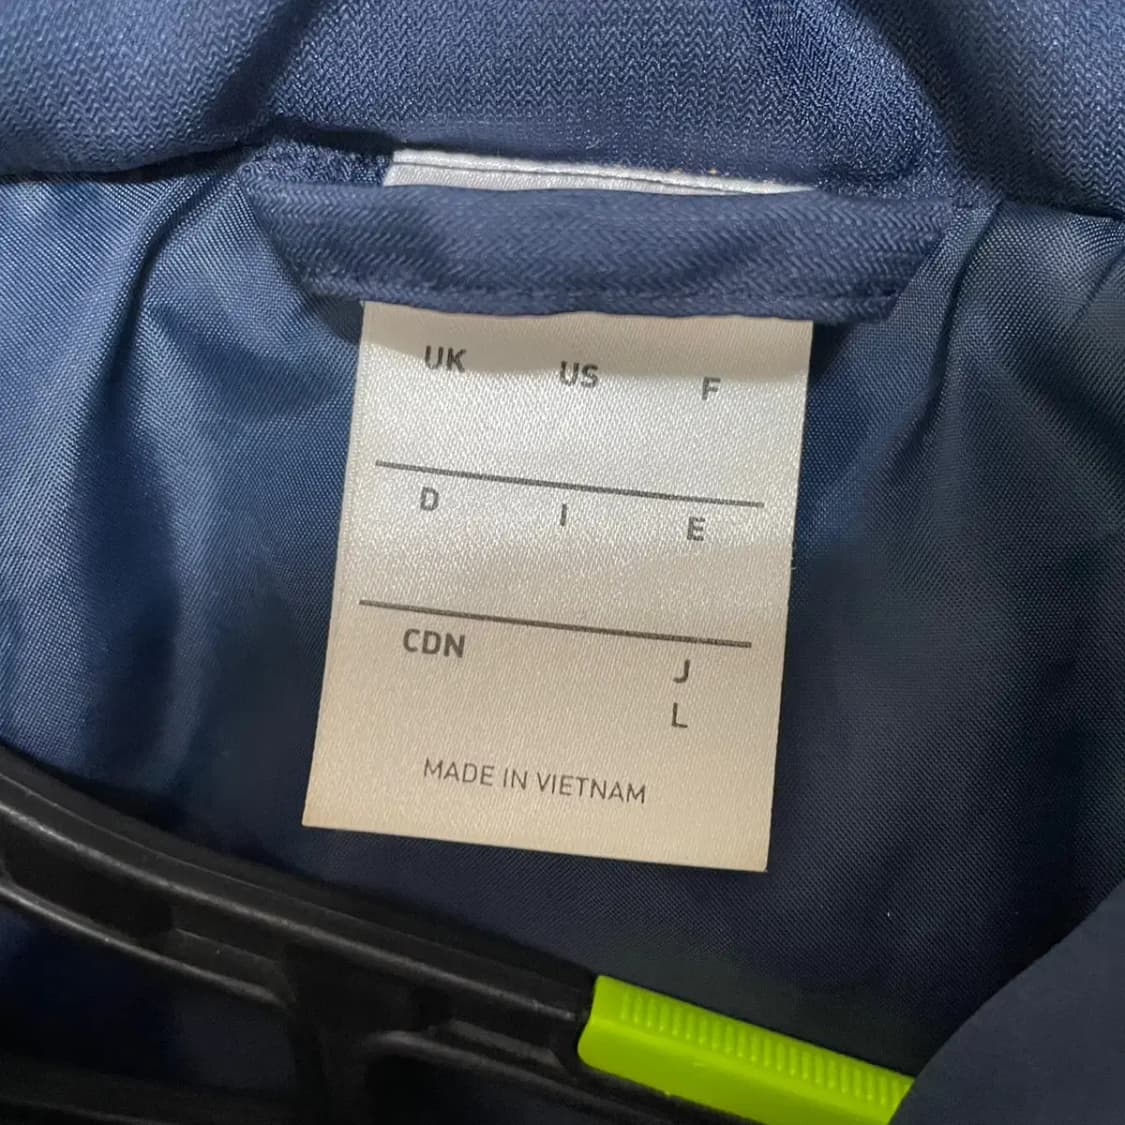 UK US F
D I E
CDN J
L
MADE IN VIETNAM